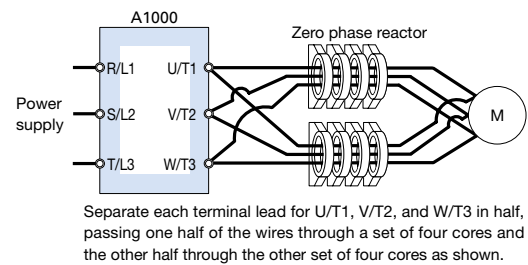 A1000
Zero phase reactor
R/L1 U/T1
Power
supply
S/L2 V/T2
M
T/L3 W/T3
Separate each terminal lead for U/T1, V/T2, and W/T3 in half,
passing one half of the wires through a set of four cores and
the other half through the other set of four cores as shown.